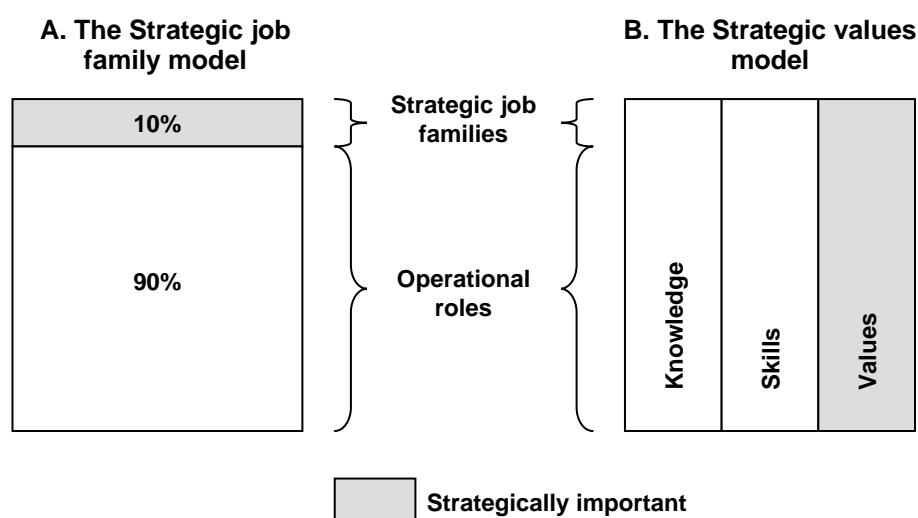 A. The Strategic job
family model
B. The Strategic values
model
10%
Strategic job
families
90%
Operational
roles
Knowledge
Skills
Values
Strategically important